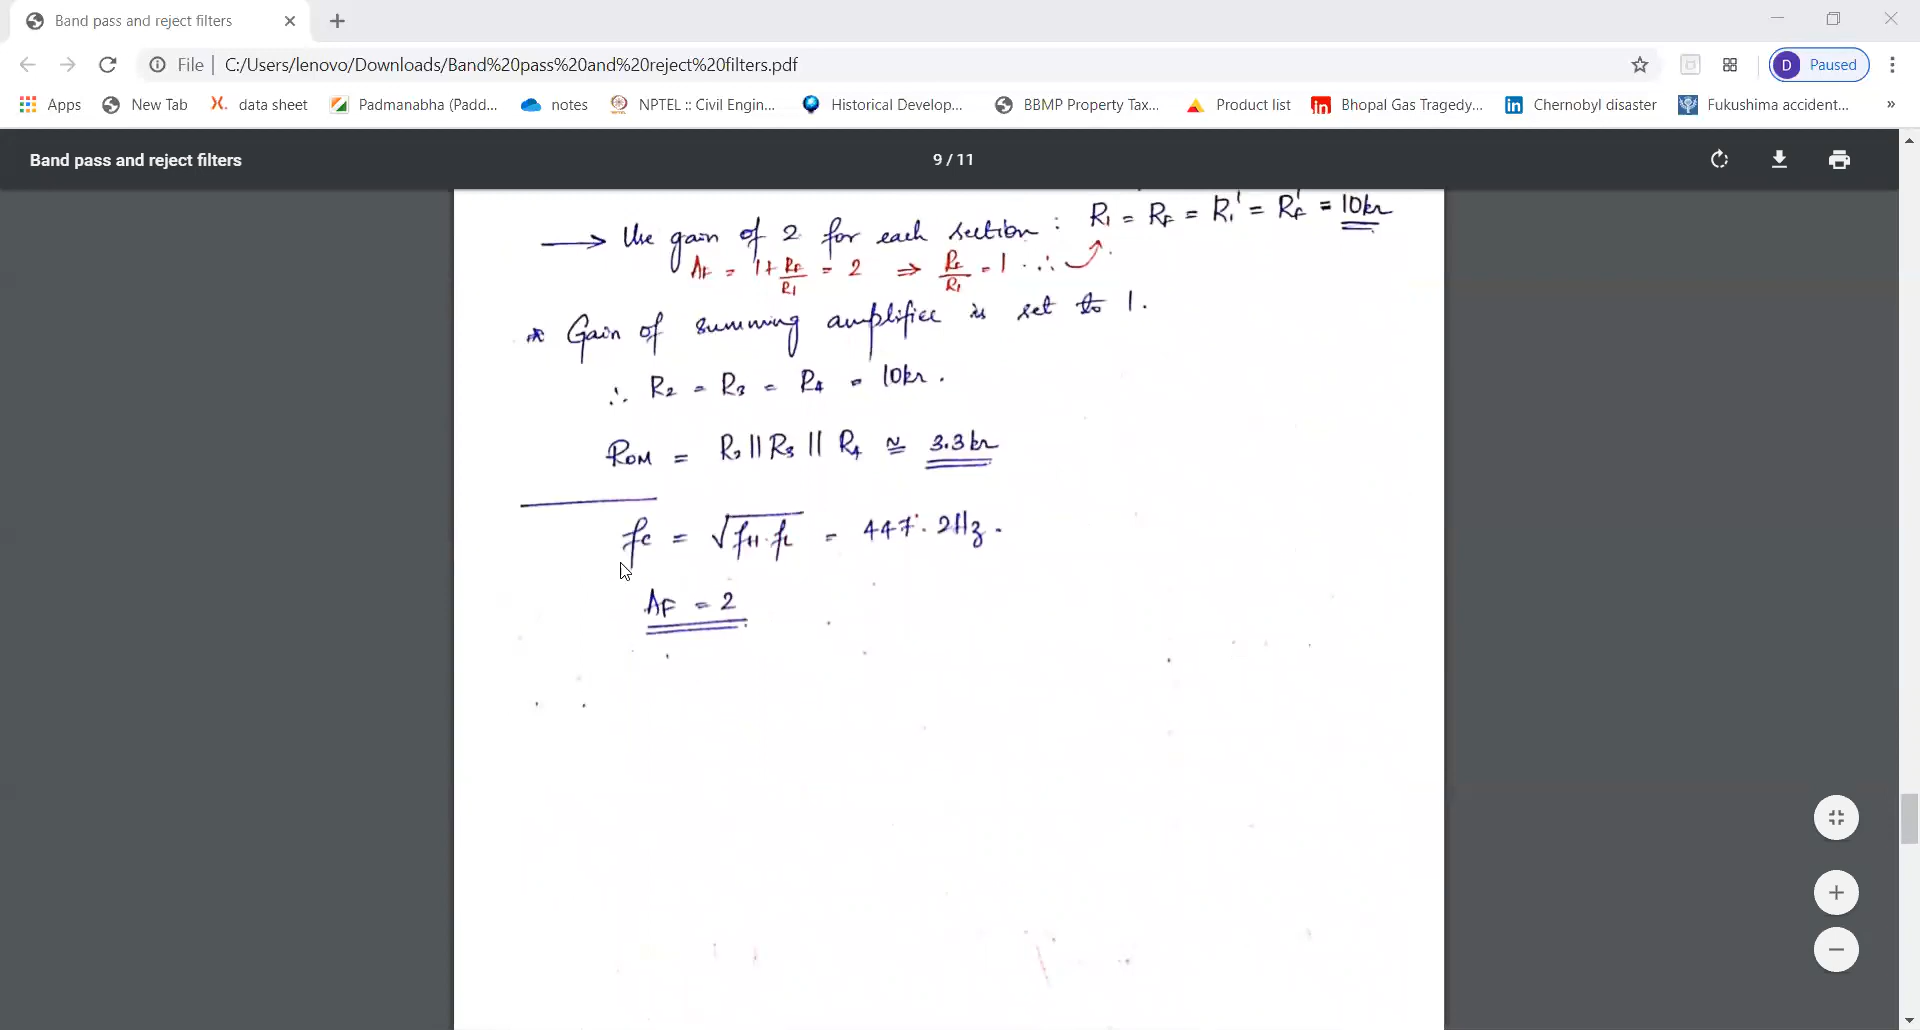 Band pass and reject filters
File | C:/Users/lenovo/Downloads/Band%20pass%20and%20reject%20filters.pdf
D Paused
Apps New Tab X. data sheet Padmanabha (Padd... notes NPTEL :: Civil Engin... Historical Develop... BBMP Property Tax... Product list Bhopal Gas Tragedy... Chernobyl disaster Fukushima accident... »
Band pass and reject filters 9 / 11
→ Use gain of 2 for each section : R1 = RF = R1' = RF' = 10kΩ
AF = 1+RF/R1 = 2 ⇒ RF/R1 = 1 ∴
* Gain of summing amplifier is set to 1.
∴ R2 = R3 = R4 = 10kΩ.
ROM = R2 || R3 || R4 ≅ 3.3kΩ
fc = √fH.fL = 447.2Hz.
AF = 2